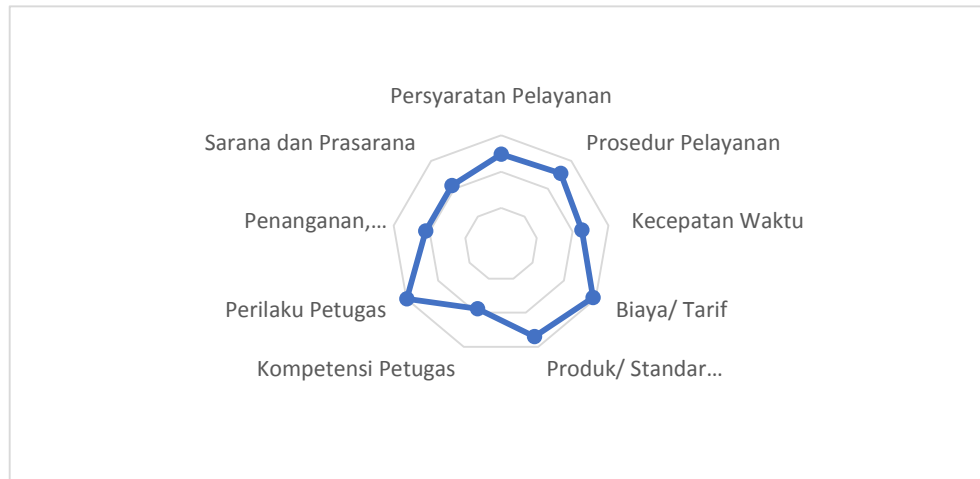 Persyaratan Pelayanan
Sarana dan Prasarana
Prosedur Pelayanan
Penanganan,...
Kecepatan Waktu
Perilaku Petugas
Biaya/ Tarif
Kompetensi Petugas
Produk/ Standar...